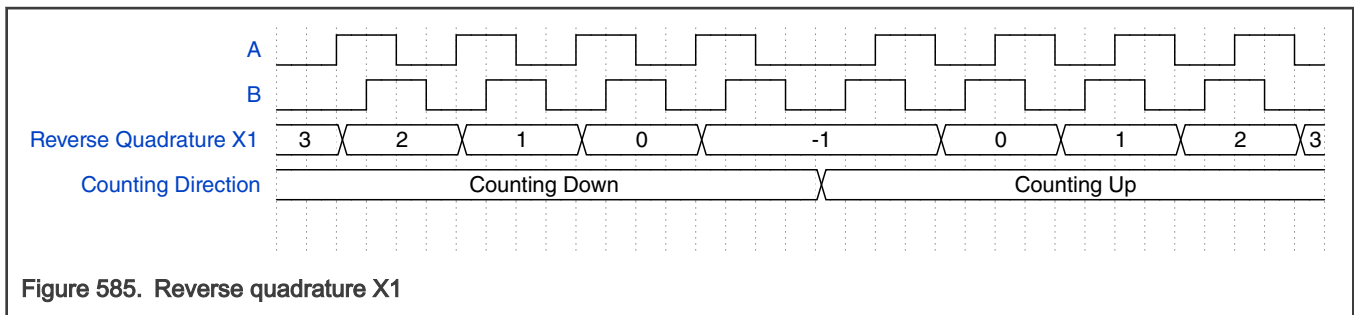 A
B
Reverse Quadrature X1 3 2 1 0 -1 0 1 2 3
Counting Direction Counting Down Counting Up
Figure 585. Reverse quadrature X1